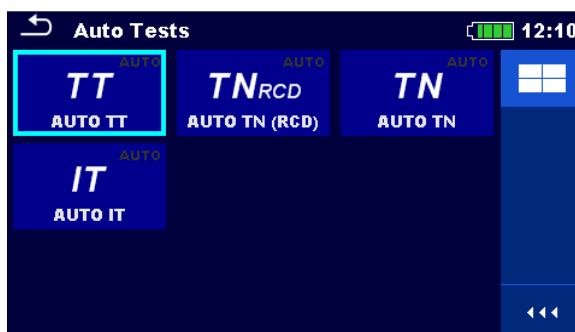 Auto Tests 12:10
AUTO AUTO AUTO
TT TNRCD TN
AUTO TT AUTO TN (RCD) AUTO TN
AUTO
IT
AUTO IT